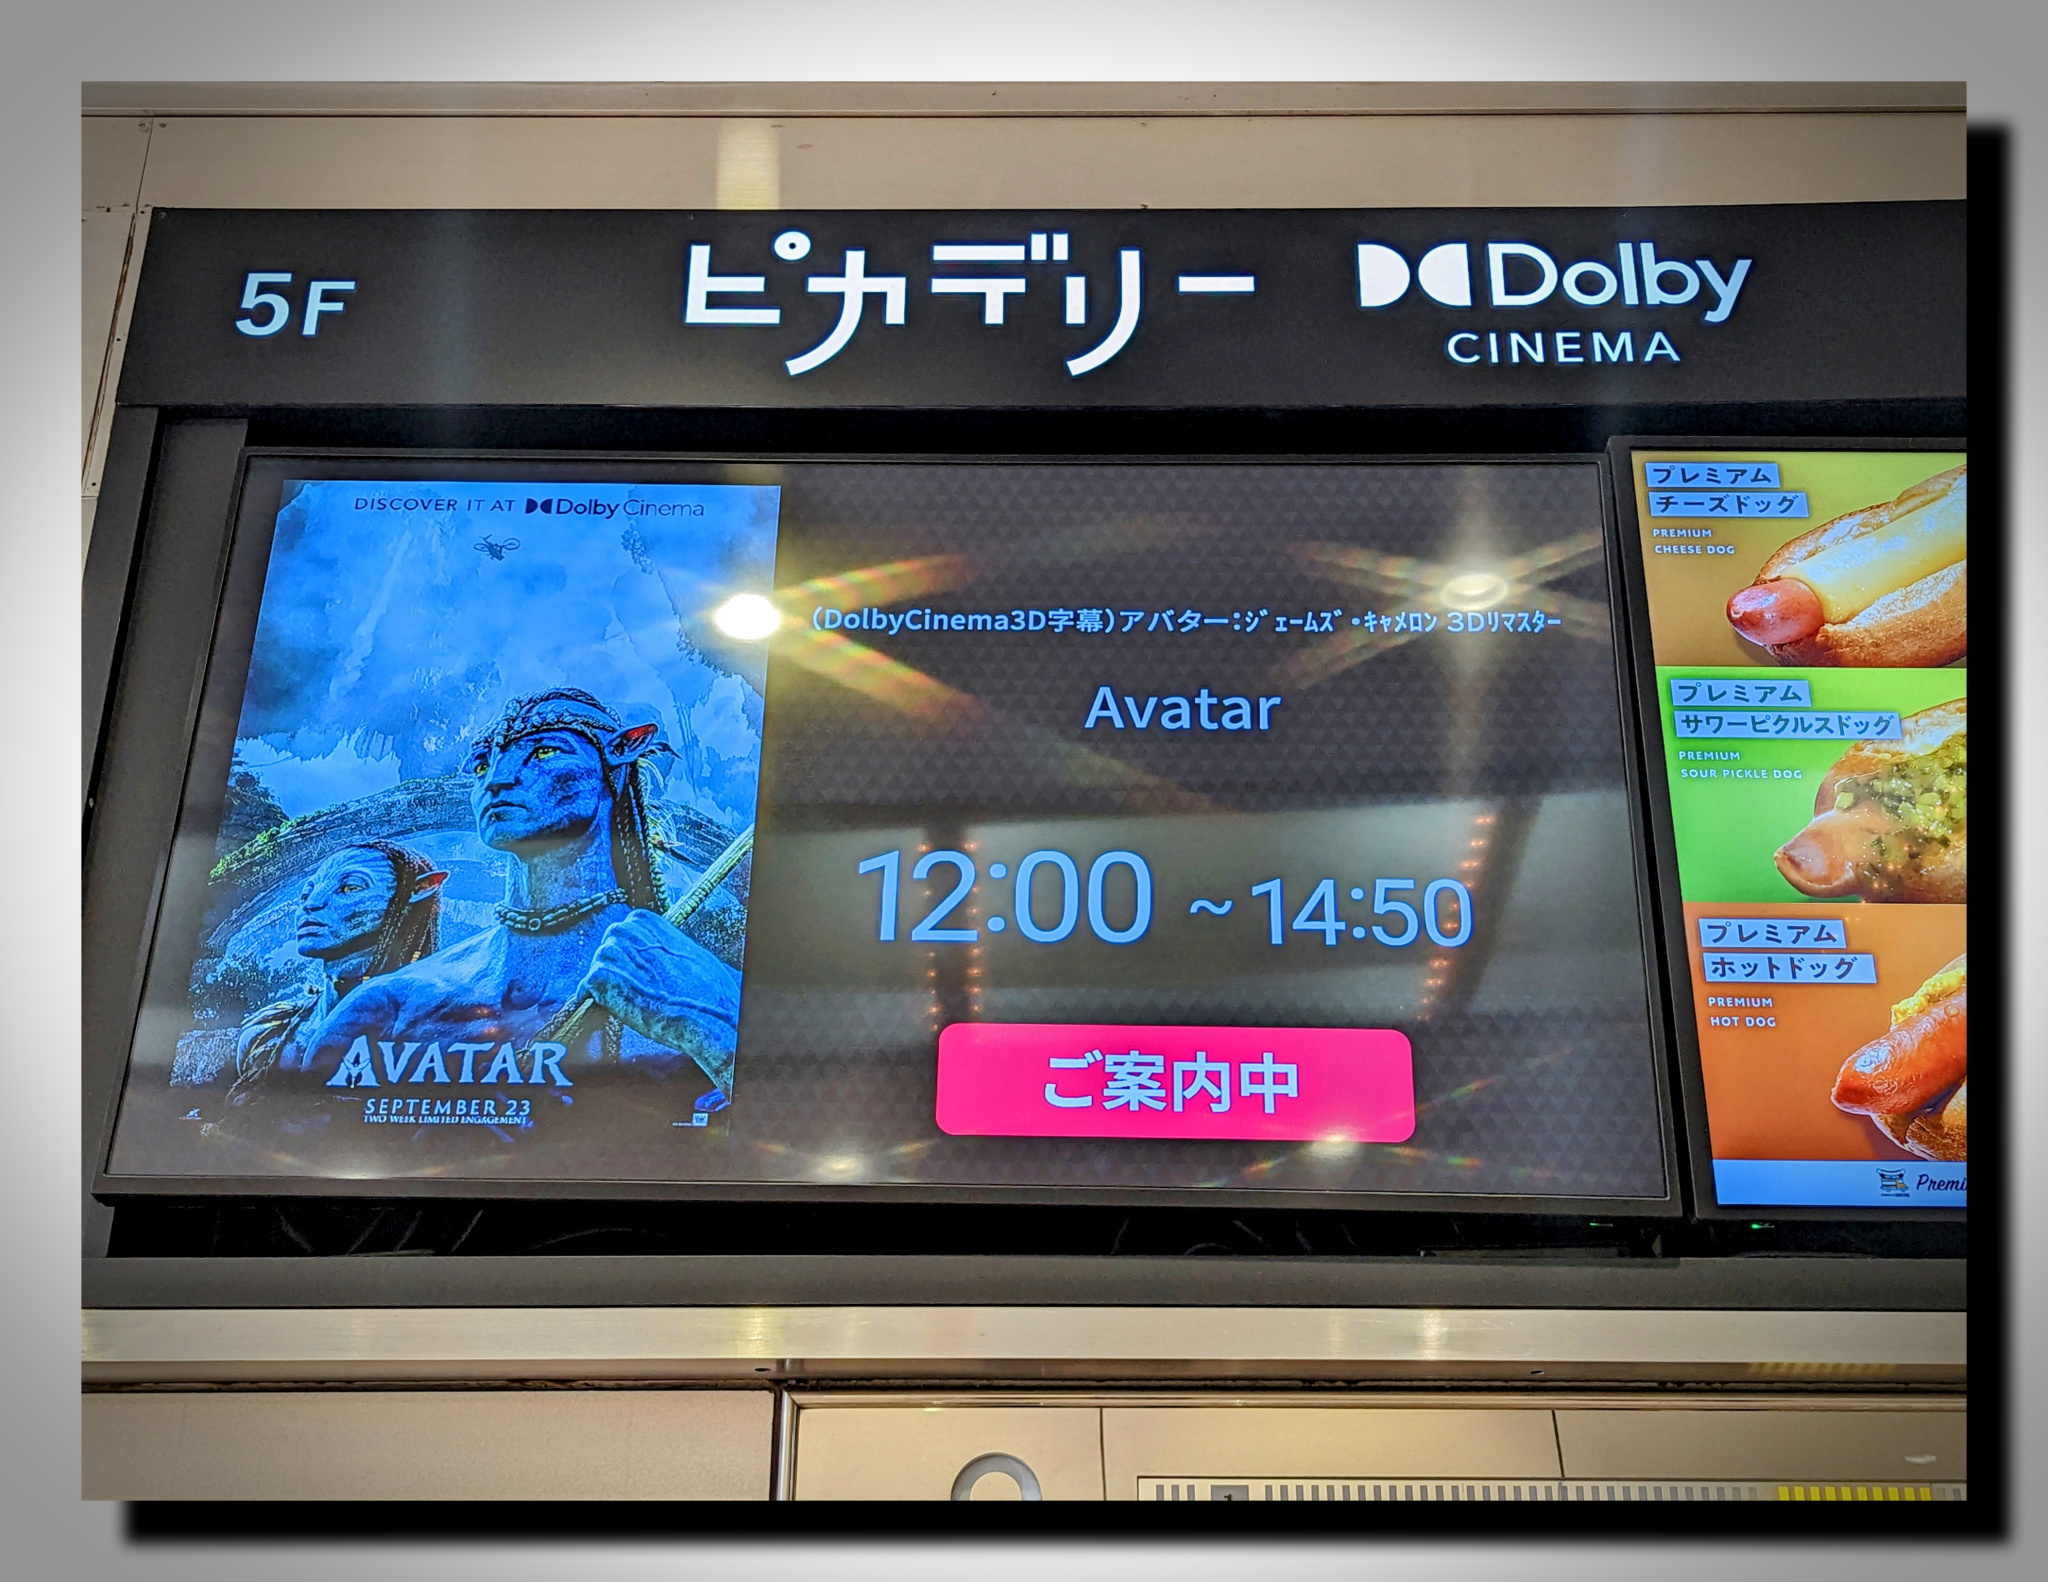 5F
ピカデリー
Dolby
CINEMA
DISCOVER IT AT Dolby Cinema
AVATAR
SEPTEMBER 23
TWO WEEK LIMITED ENGAGEMENT
(DolbyCinema3D字幕)アバター:ｼﾞｪｰﾑｽﾞ・ｷｬﾒﾛﾝ 3Dﾘﾏｽﾀｰ
Avatar
12:00 ~ 14:50
ご案内中
プレミアム
チーズドッグ
PREMIUM
CHEESE DOG
プレミアム
サワーピクルスドッグ
PREMIUM
SOUR PICKLE DOG
プレミアム
ホットドッグ
PREMIUM
HOT DOG